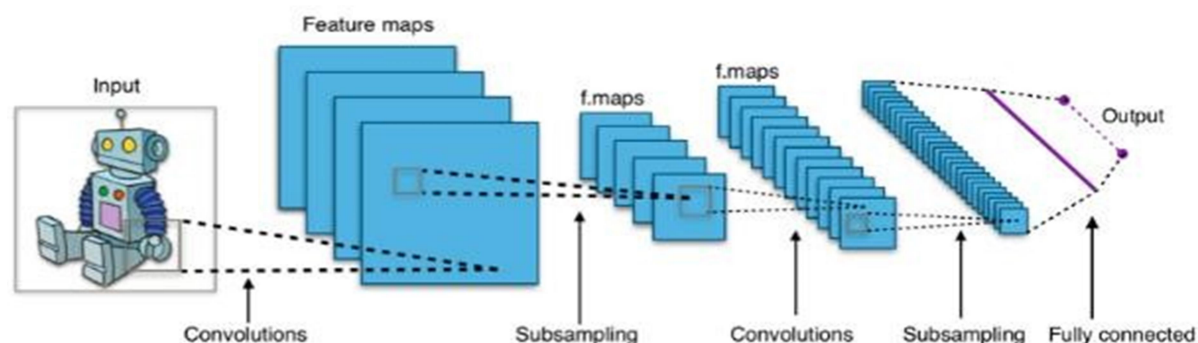 Feature maps
Input
f.maps
f.maps
Output
Convolutions
Subsampling
Convolutions
Subsampling
Fully connected